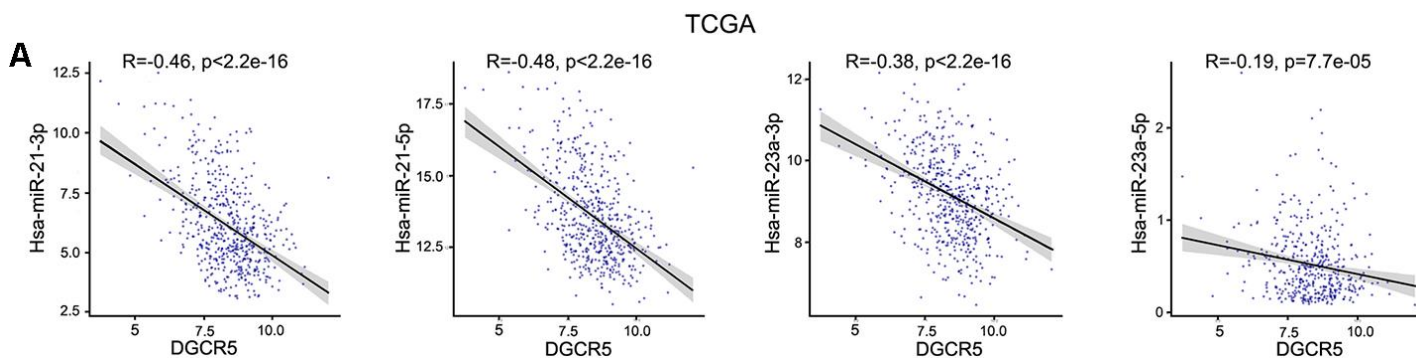 TCGA
A
R=-0.46, p<2.2e-16
Hsa-miR-21-3p
12.5
10.0
7.5
5.0
2.5
5 7.5 10.0
DGCR5
R=-0.48, p<2.2e-16
Hsa-miR-21-5p
17.5
15.0
12.5
5 7.5 10.0
DGCR5
R=-0.38, p<2.2e-16
Hsa-miR-23a-3p
12
10
8
5 7.5 10.0
DGCR5
R=-0.19, p=7.7e-05
Hsa-miR-23a-5p
2
1
0
5 7.5 10.0
DGCR5